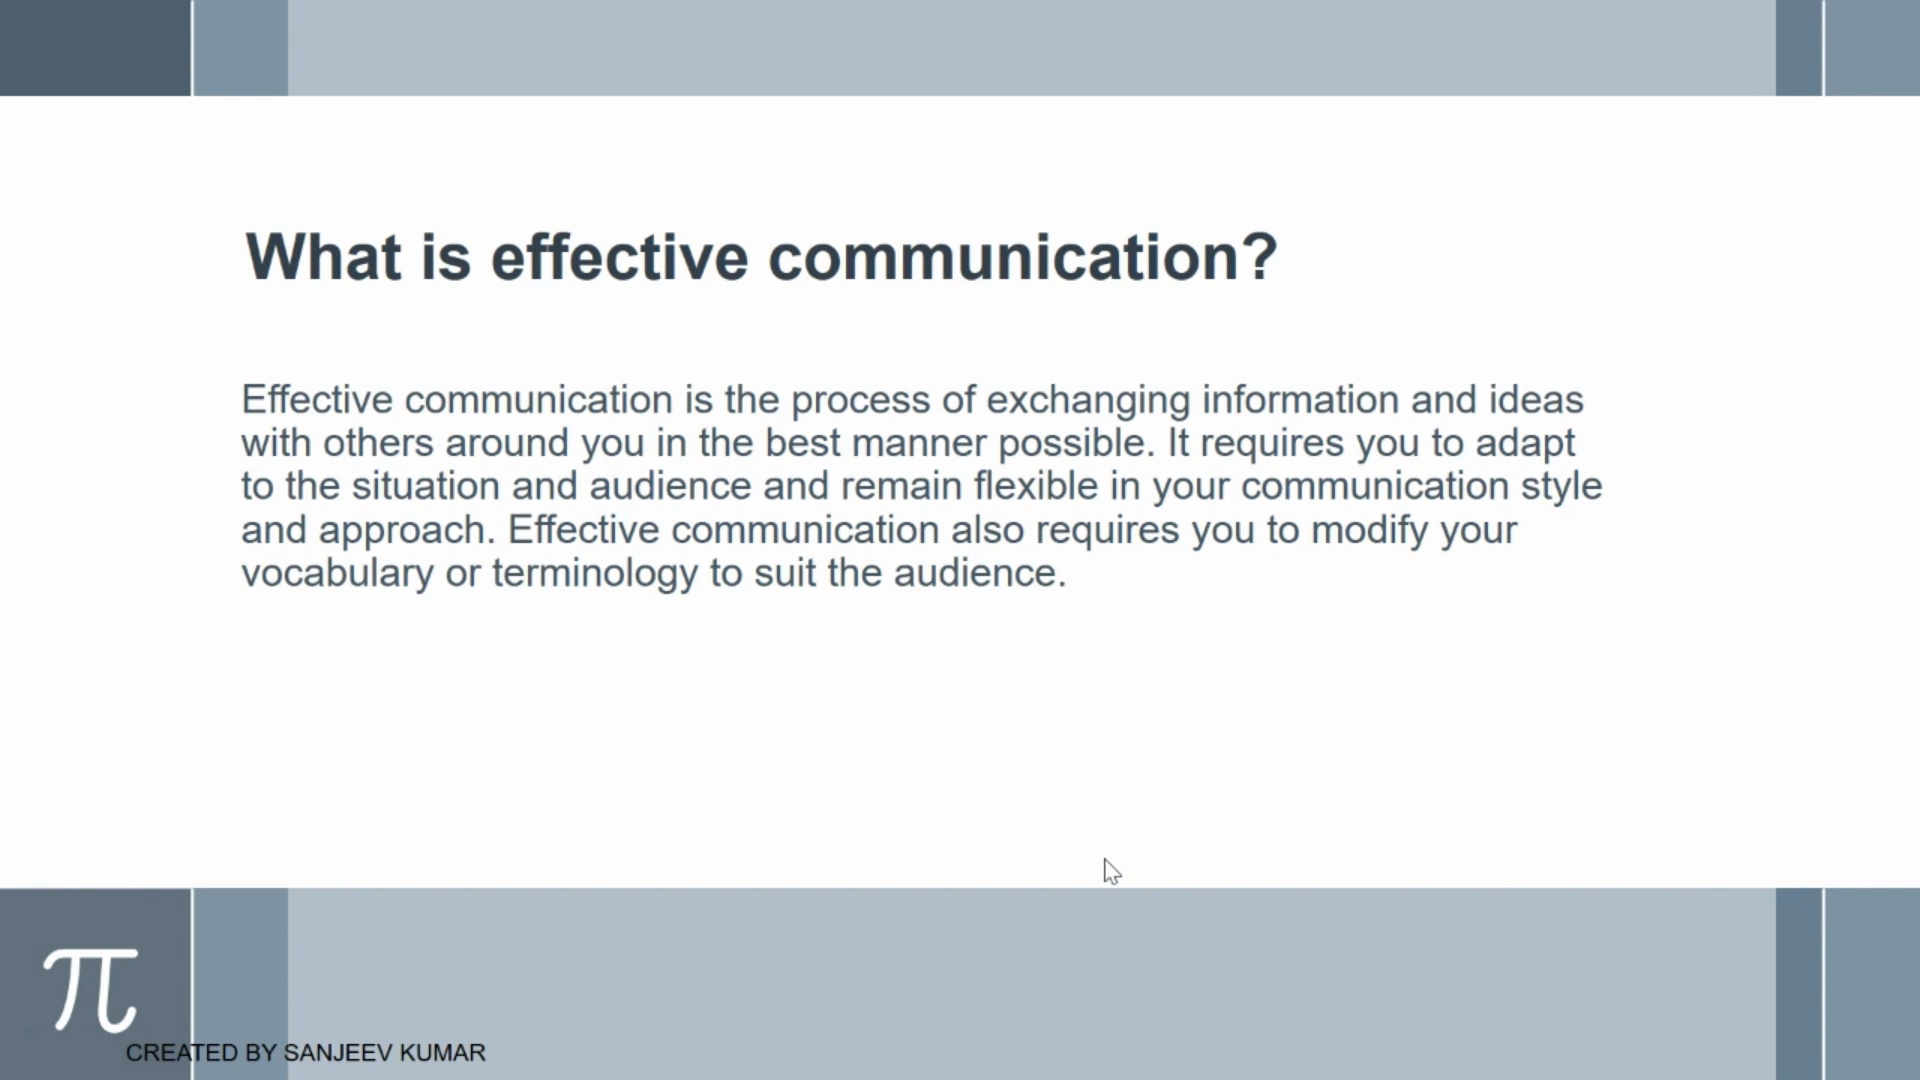 What is effective communication?
Effective communication is the process of exchanging information and ideas
with others around you in the best manner possible. It requires you to adapt
to the situation and audience and remain flexible in your communication style
and approach. Effective communication also requires you to modify your
vocabulary or terminology to suit the audience.
π
CREATED BY SANJEEV KUMAR